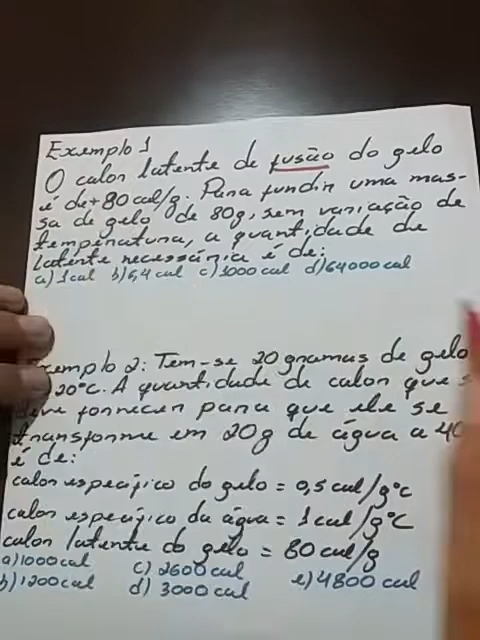 Exemplo 1
O calor latente de fusão do gelo
é de +80 cal/g. Para fundir uma mas-
sa de gelo de 80g, sem variação de
temperatura, a quantidade de
latente necessária é de:
a) 1cal b) 6,4 cal c) 1000 cal d) 64000 cal
emplo 2: Tem-se 20 gramas de gelo
20°C. A quantidade de calor que s
deve fornecer para que ele se
transforme em 20g de água a 40
é de:
calor específico do gelo = 0,5 cal/g°C
calor específico da água = 1 cal/g°C
calor latente do gelo = 80 cal/g
a) 1000 cal c) 2600 cal e) 4800 cal
b) 1200 cal d) 3000 cal